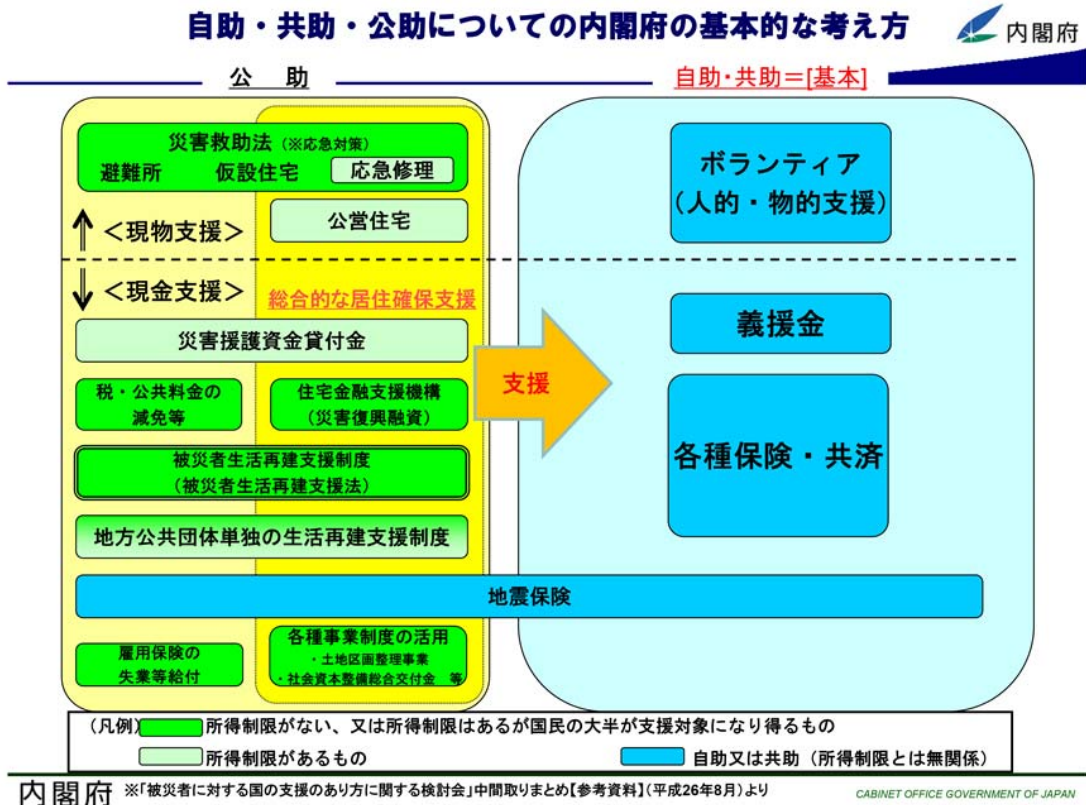 自助・共助・公助についての内閣府の基本的な考え方
内閣府
公　助
自助・共助＝[基本]
災害救助法（※応急対策）
避難所　仮設住宅　応急修理
公営住宅
＜現物支援＞
＜現金支援＞
総合的な居住確保支援
災害援護資金貸付金
税・公共料金の
減免等
住宅金融支援機構
（災害復興融資）
被災者生活再建支援制度
（被災者生活再建支援法）
地方公共団体単独の生活再建支援制度
地震保険
雇用保険の
失業等給付
各種事業制度の活用
・土地区画整理事業
・社会資本整備総合交付金　等
支援
ボランティア
（人的・物的支援）
義援金
各種保険・共済
（凡例）　所得制限がない、又は所得制限はあるが国民の大半が支援対象になり得るもの
所得制限があるもの　自助又は共助（所得制限とは無関係）
内閣府　※「被災者に対する国の支援のあり方に関する検討会」中間取りまとめ【参考資料】（平成26年8月）より　CABINET OFFICE GOVERNMENT OF JAPAN